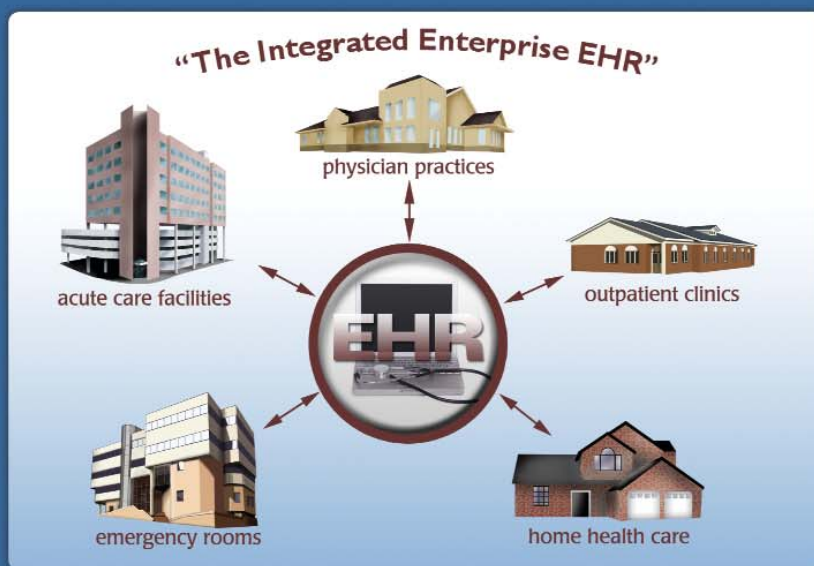 “The Integrated Enterprise EHR”
physician practices
acute care facilities
outpatient clinics
EHR
emergency rooms
home health care